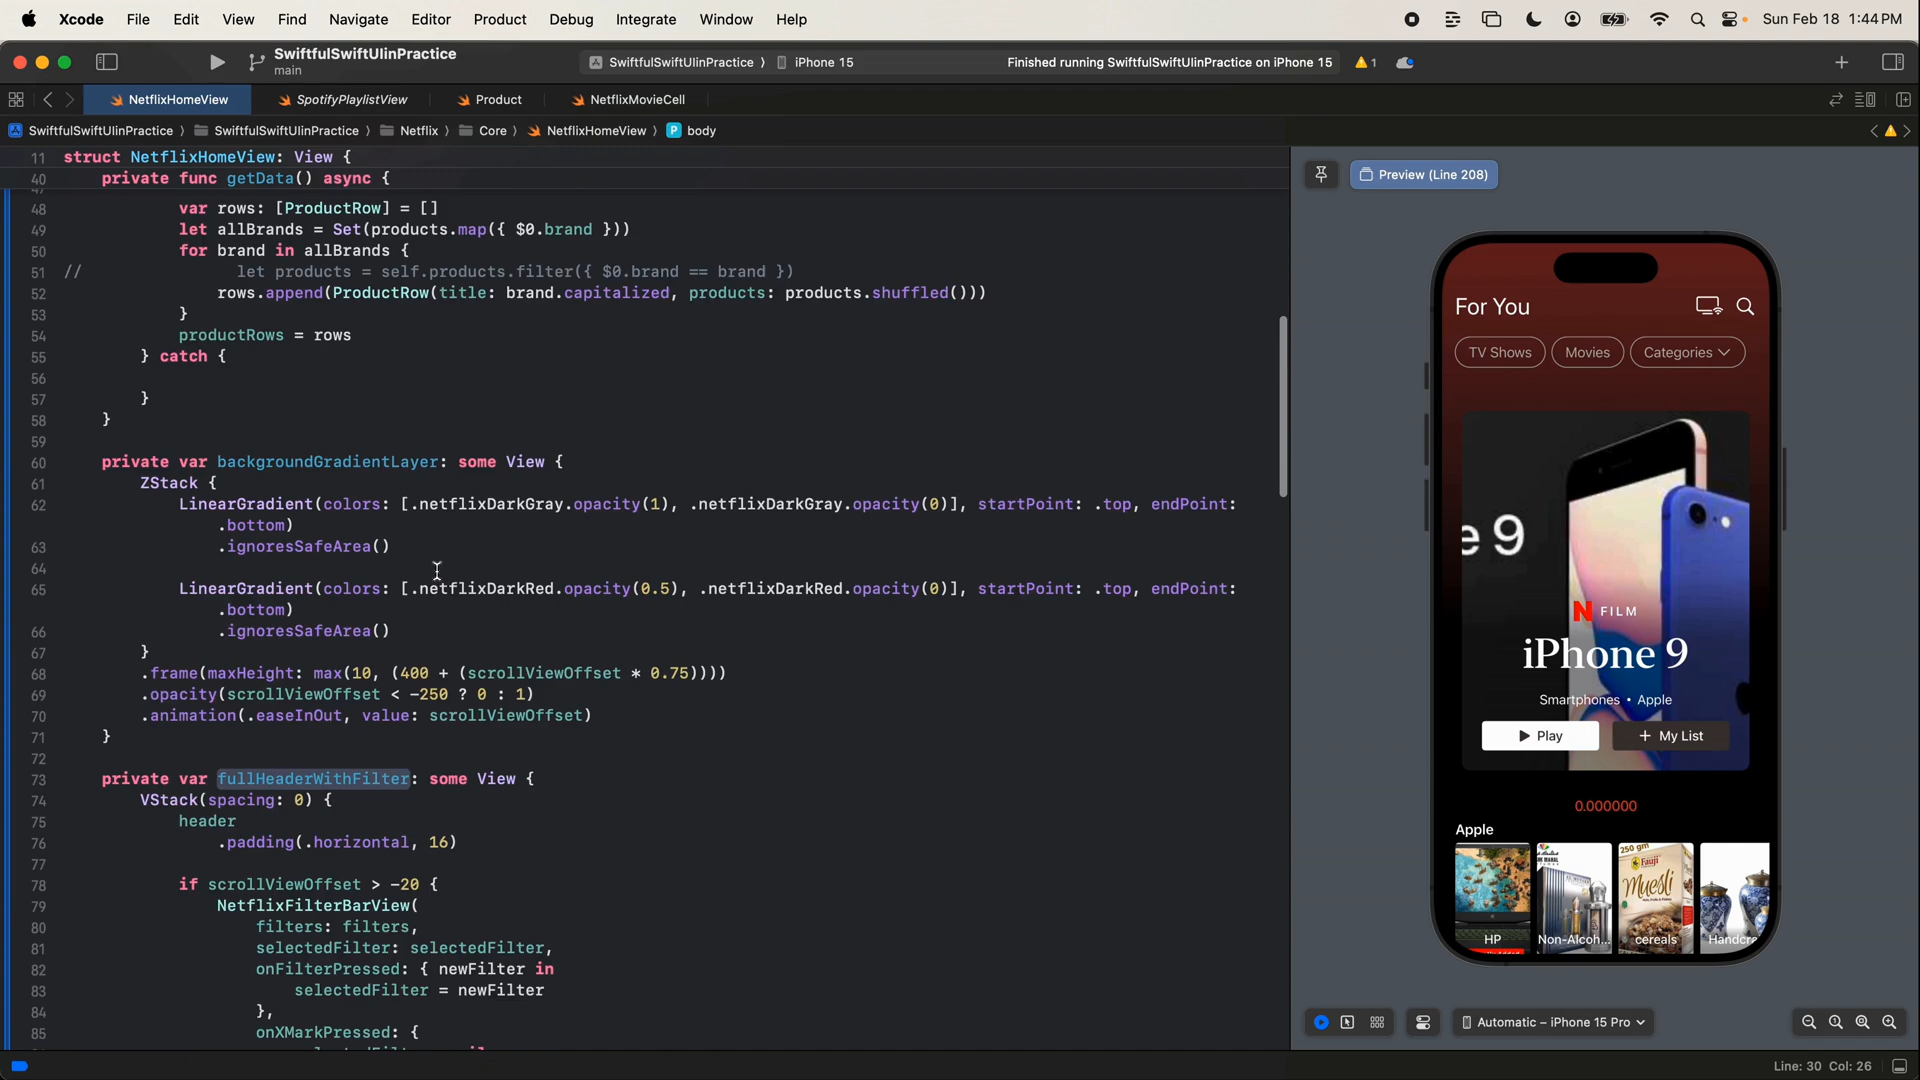 Xcode File Edit View Find Navigate Editor Product Debug Integrate Window Help Sun Feb 18 1:44 PM
SwiftfulSwiftUIinPractice
main
SwiftfulSwiftUIinPractice ⟩ iPhone 15 Finished running SwiftfulSwiftUIinPractice on iPhone 15 1
NetflixHomeView SpotifyPlaylistView Product NetflixMovieCell
SwiftfulSwiftUIinPractice ⟩ SwiftfulSwiftUIinPractice ⟩ Netflix ⟩ Core ⟩ NetflixHomeView ⟩ P body
11 struct NetflixHomeView: View {
40 private func getData() async {
48 var rows: [ProductRow] = []
49 let allBrands = Set(products.map({ $0.brand }))
50 for brand in allBrands {
51 // let products = self.products.filter({ $0.brand == brand })
52 rows.append(ProductRow(title: brand.capitalized, products: products.shuffled()))
53 }
54 productRows = rows
55 } catch {
56
57 }
58 }
59
60 private var backgroundGradientLayer: some View {
61 ZStack {
62 LinearGradient(colors: [.netflixDarkGray.opacity(1), .netflixDarkGray.opacity(0)], startPoint: .top, endPoint:
.bottom)
63 .ignoresSafeArea()
64
65 LinearGradient(colors: [.netflixDarkRed.opacity(0.5), .netflixDarkRed.opacity(0)], startPoint: .top, endPoint:
.bottom)
66 .ignoresSafeArea()
67 }
68 .frame(maxHeight: max(10, (400 + (scrollViewOffset * 0.75))))
69 .opacity(scrollViewOffset < -250 ? 0 : 1)
70 .animation(.easeInOut, value: scrollViewOffset)
71 }
72
73 private var fullHeaderWithFilter: some View {
74 VStack(spacing: 0) {
75 header
76 .padding(.horizontal, 16)
77
78 if scrollViewOffset > -20 {
79 NetflixFilterBarView(
80 filters: filters,
81 selectedFilter: selectedFilter,
82 onFilterPressed: { newFilter in
83 selectedFilter = newFilter
84 },
85 onXMarkPressed: {
Preview (Line 208)
For You
TV Shows Movies Categories
e 9
N FILM
iPhone 9
Smartphones • Apple
Play + My List
0.000000
Apple
250 gm
Fauji
Muesli
HP Non-Alcoh... cereals Handcra
Automatic – iPhone 15 Pro
Line: 30 Col: 26